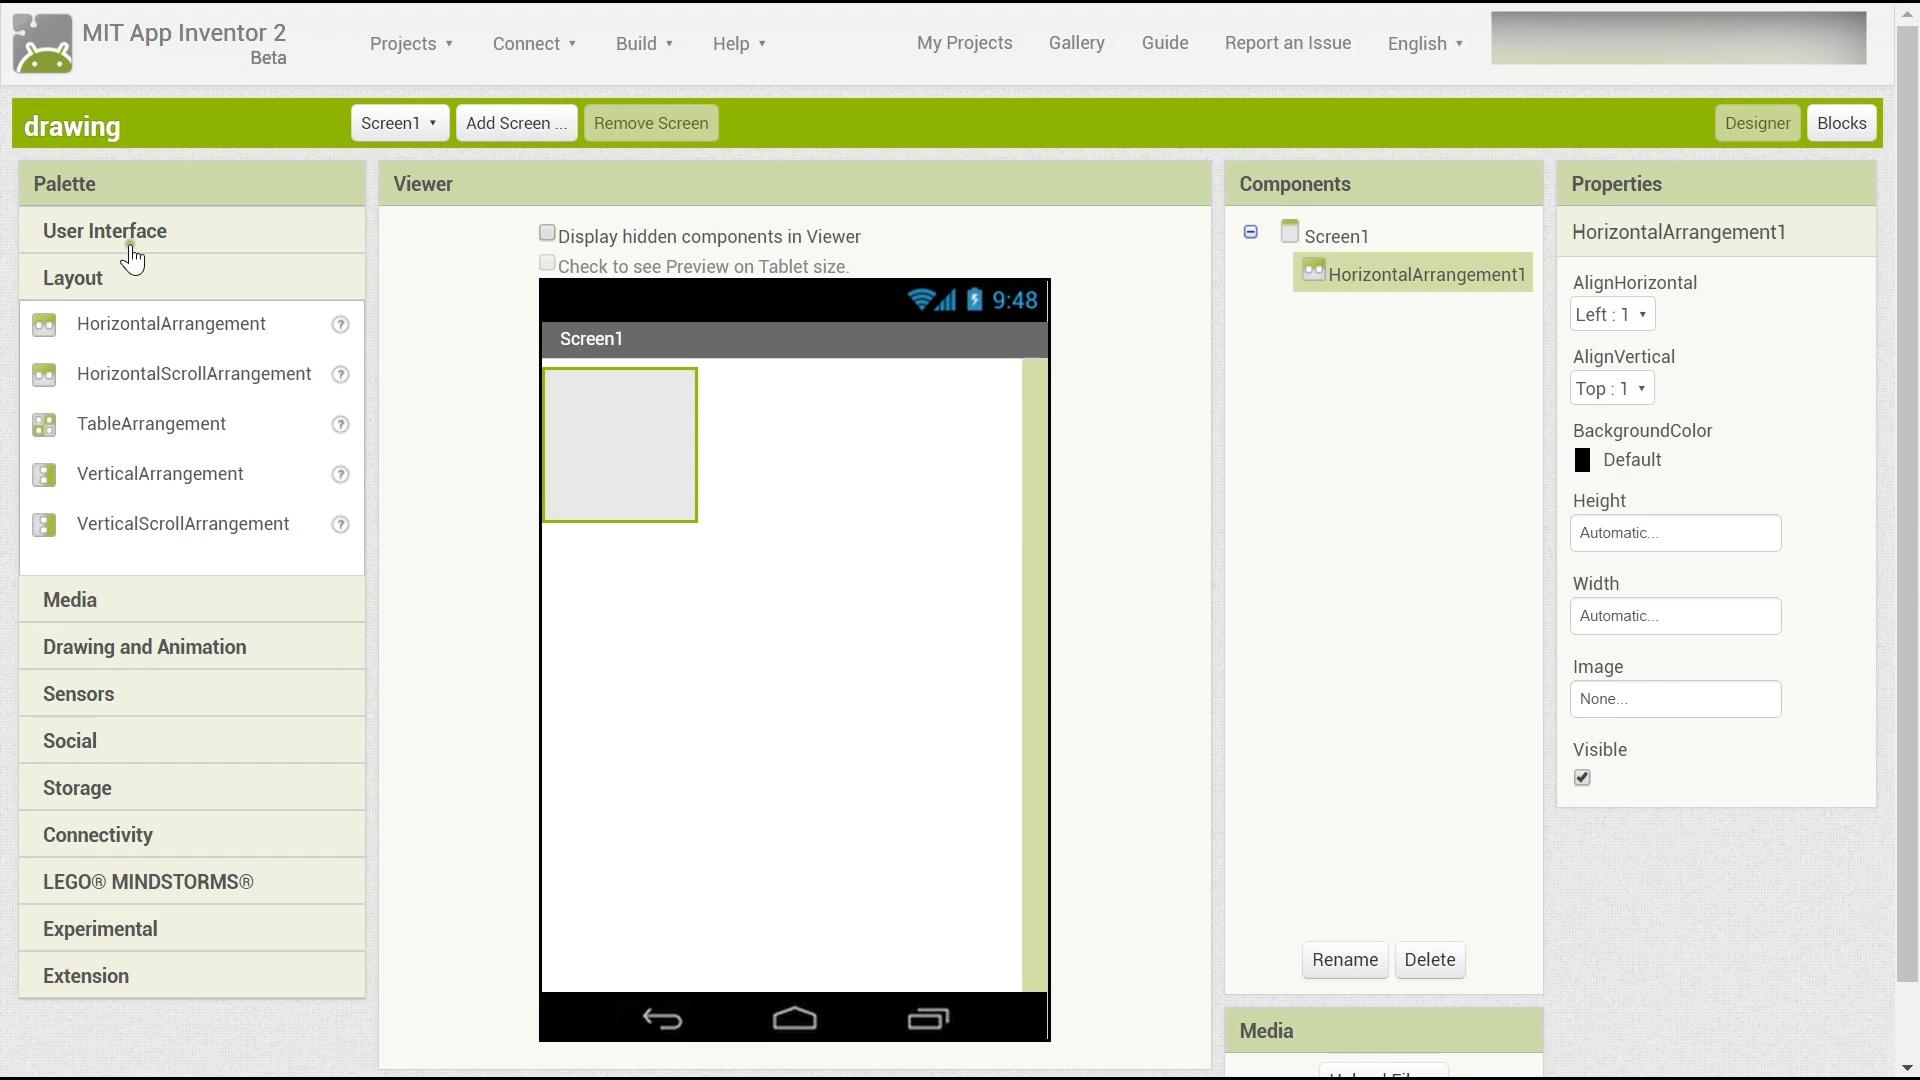 MIT App Inventor 2
Beta
Projects
Connect
Build
Help
My Projects
Gallery
Guide
Report an Issue
English
drawing
Screen1
Add Screen ...
Remove Screen
Designer
Blocks
Palette
User Interface
Layout
HorizontalArrangement ?
HorizontalScrollArrangement ?
TableArrangement ?
VerticalArrangement ?
VerticalScrollArrangement ?
Media
Drawing and Animation
Sensors
Social
Storage
Connectivity
LEGO® MINDSTORMS®
Experimental
Extension
Viewer
Display hidden components in Viewer
Check to see Preview on Tablet size.
9:48
Screen1
Components
Screen1
HorizontalArrangement1
Rename
Delete
Media
Properties
HorizontalArrangement1
AlignHorizontal
Left : 1
AlignVertical
Top : 1
BackgroundColor
Default
Height
Automatic...
Width
Automatic...
Image
None...
Visible